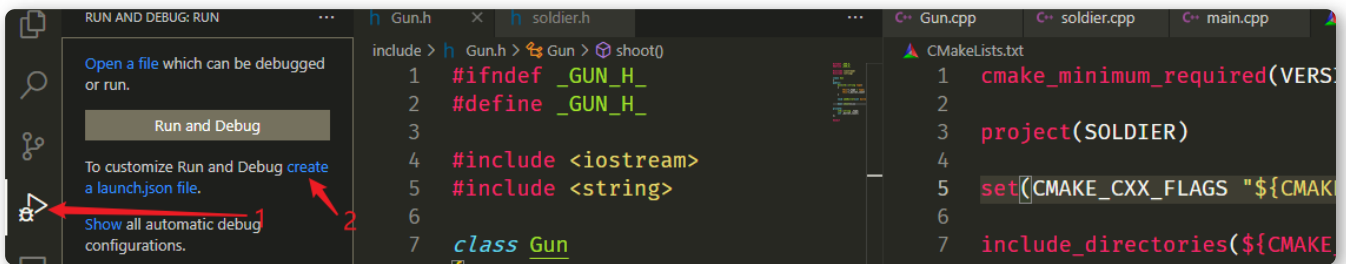 RUN AND DEBUG: RUN ...
Open a file which can be debugged
or run.
Run and Debug
To customize Run and Debug create
a launch.json file.
Show all automatic debug
configurations.
1
2
h Gun.h × h soldier.h ...
include > h Gun.h > Gun > shoot()
1 #ifndef _GUN_H_
2 #define _GUN_H_
3
4 #include <iostream>
5 #include <string>
6
7 class Gun
C++ Gun.cpp C++ soldier.cpp C++ main.cpp
CMakeLists.txt
1 cmake_minimum_required(VERSI
2
3 project(SOLDIER)
4
5 set(CMAKE_CXX_FLAGS "${CMAK
6
7 include_directories(${CMAKE_